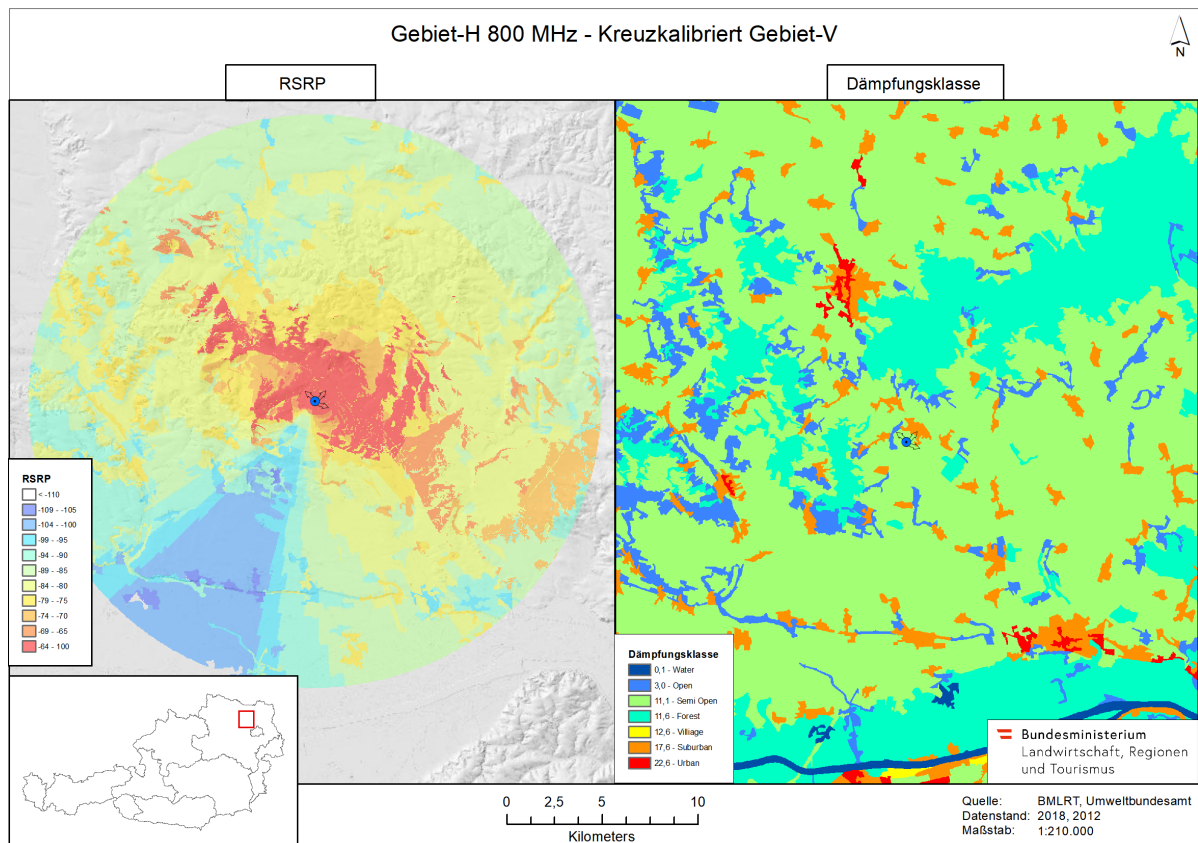 Gebiet-H 800 MHz - Kreuzkalibriert Gebiet-V
N
RSRP
Dämpfungsklasse
RSRP
< -110
-109 - -105
-104 - -100
-99 - -95
-94 - -90
-89 - -85
-84 - -80
-79 - -75
-74 - -70
-69 - -65
-64 - 100
Dämpfungsklasse
0,1 - Water
3,0 - Open
11,1 - Semi Open
11,6 - Forest
12,6 - Villiage
17,6 - Suburban
22,6 - Urban
Bundesministerium
Landwirtschaft, Regionen
und Tourismus
0 2,5 5 10
Kilometers
Quelle: BMLRT, Umweltbundesamt
Datenstand: 2018, 2012
Maßstab: 1:210.000